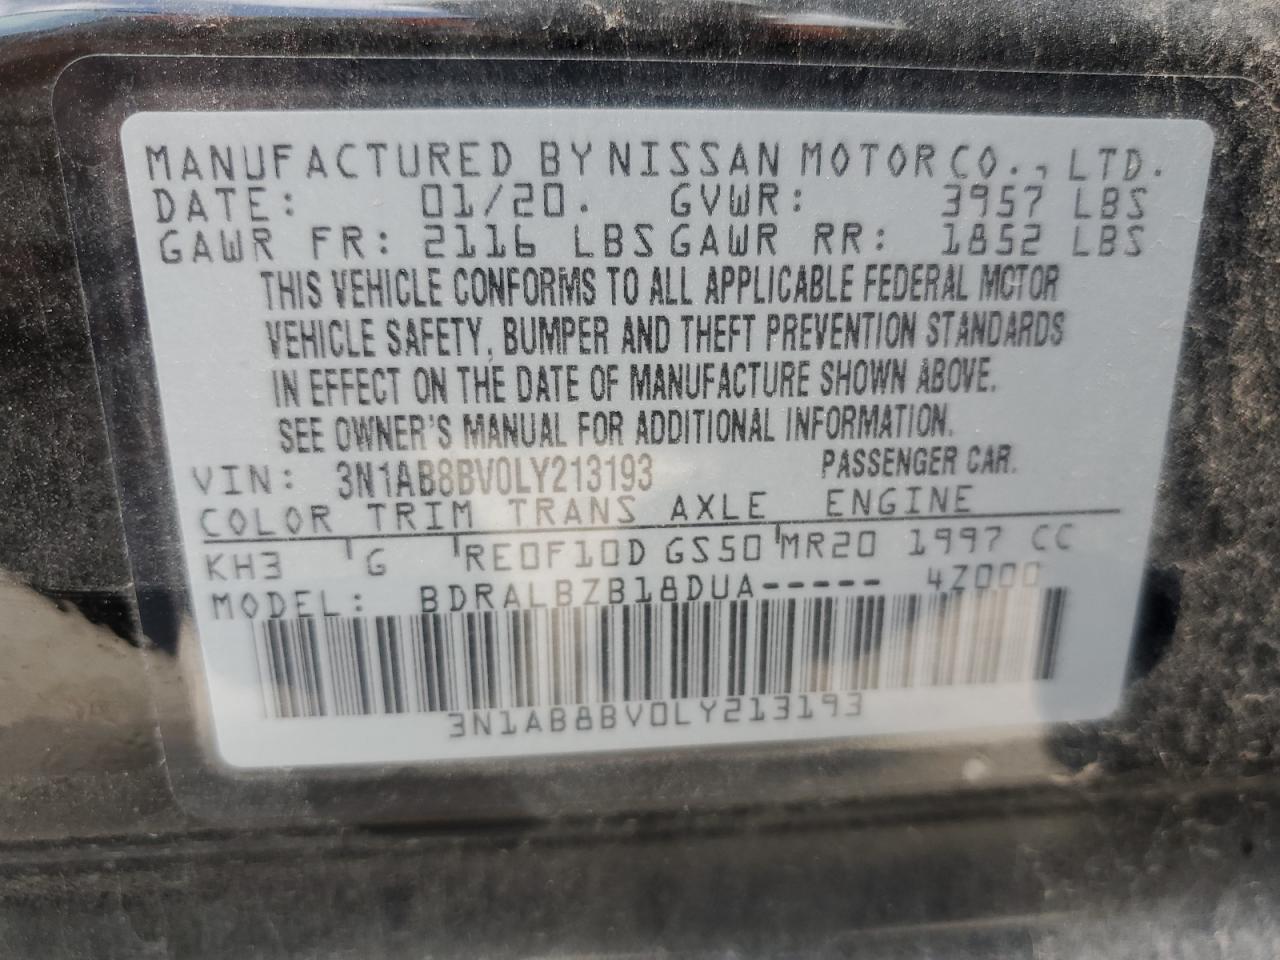 MANUFACTURED BY NISSAN MOTOR CO., LTD.
DATE: 01/20. GVWR: 3957 LBS
GAWR FR: 2116 LBS GAWR RR: 1852 LBS
THIS VEHICLE CONFORMS TO ALL APPLICABLE FEDERAL MOTOR
VEHICLE SAFETY, BUMPER AND THEFT PREVENTION STANDARDS
IN EFFECT ON THE DATE OF MANUFACTURE SHOWN ABOVE.
SEE OWNER'S MANUAL FOR ADDITIONAL INFORMATION.
VIN: 3N1AB8BV0LY213193 PASSENGER CAR.
COLOR TRIM TRANS AXLE ENGINE
KH3 G RE0F10D GS50 MR20 1997 CC
MODEL: BDRALBZB18DUA----- 4Z000
3N1AB8BV0LY213193